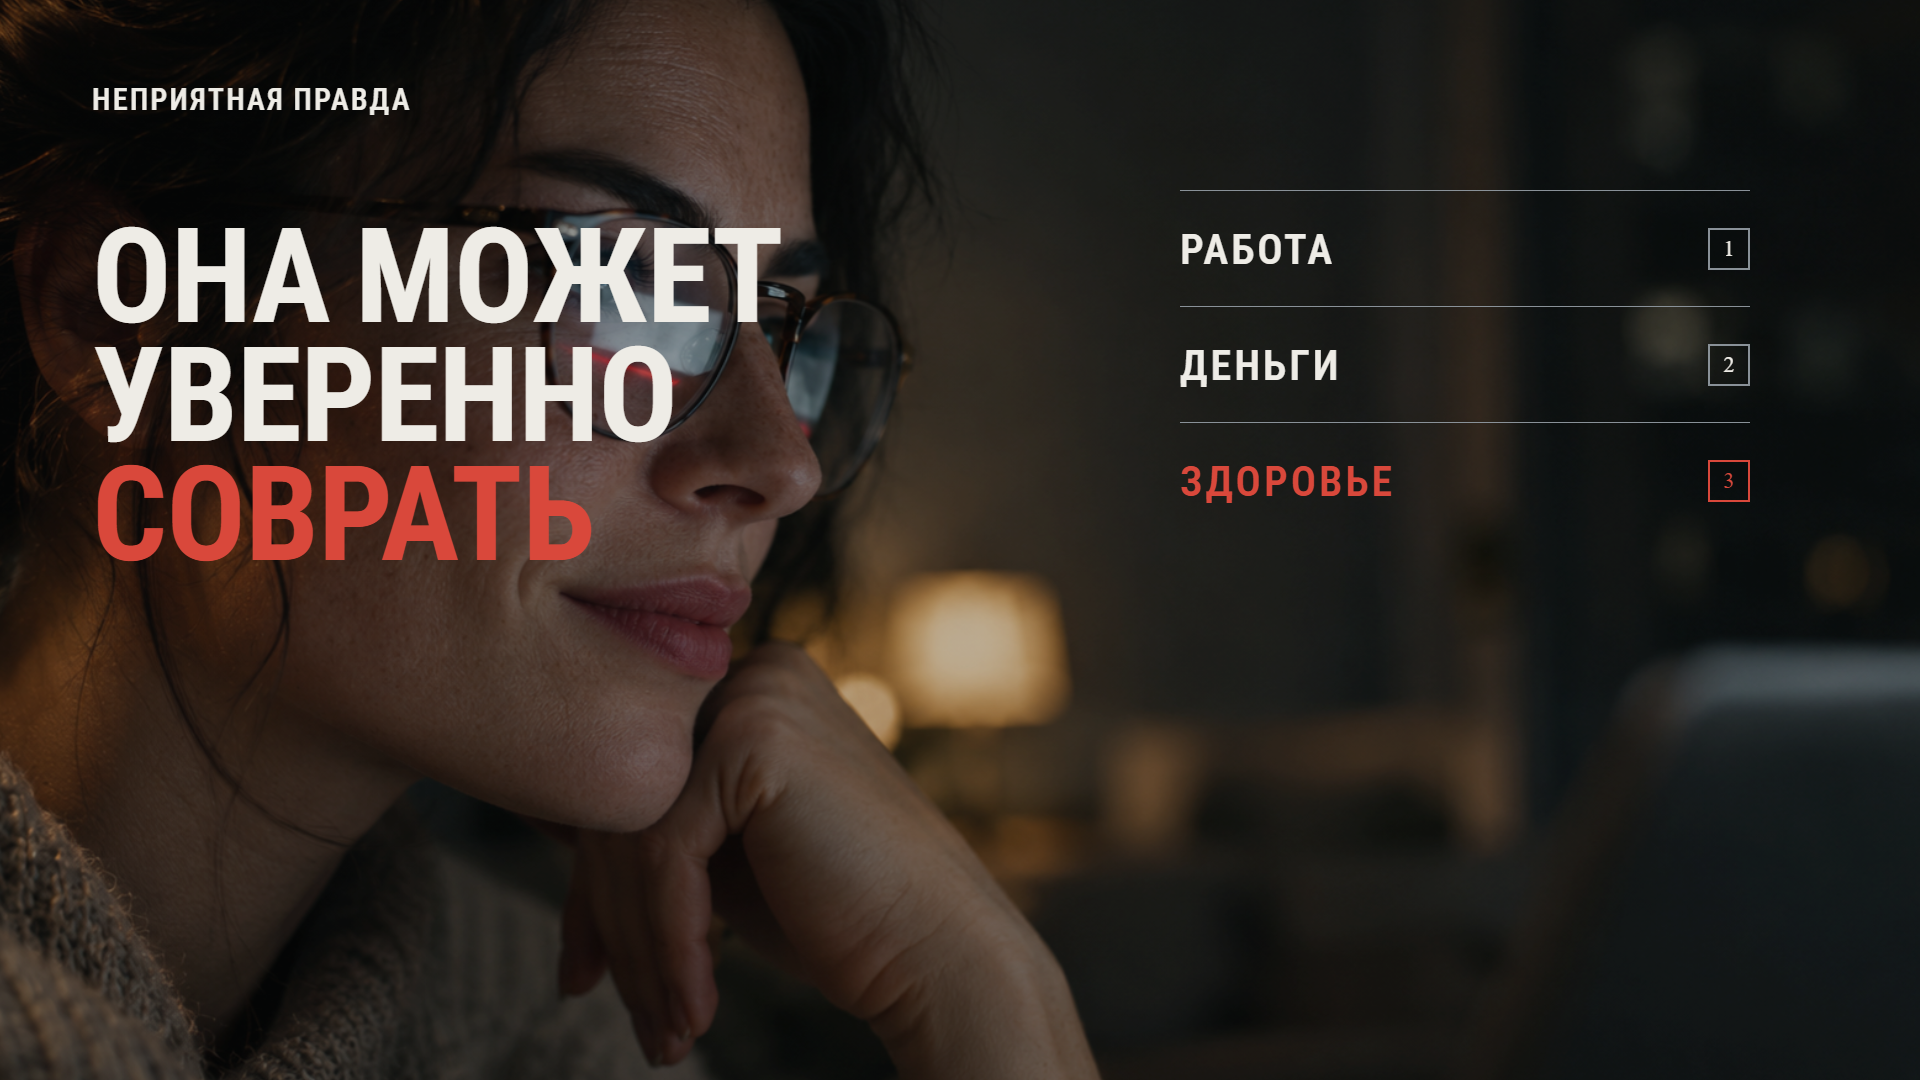 НЕПРИЯТНАЯ ПРАВДА
ОНА МОЖЕТ
УВЕРЕННО
СОВРАТЬ
РАБОТА 1
ДЕНЬГИ 2
ЗДОРОВЬЕ 3